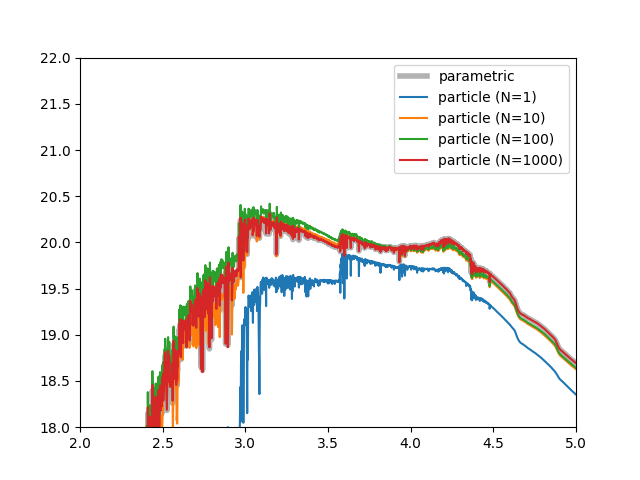 22.0
21.5
21.0
20.5
20.0
19.5
19.0
18.5
18.0
2.0 2.5 3.0 3.5 4.0 4.5 5.0
parametric
particle (N=1)
particle (N=10)
particle (N=100)
particle (N=1000)